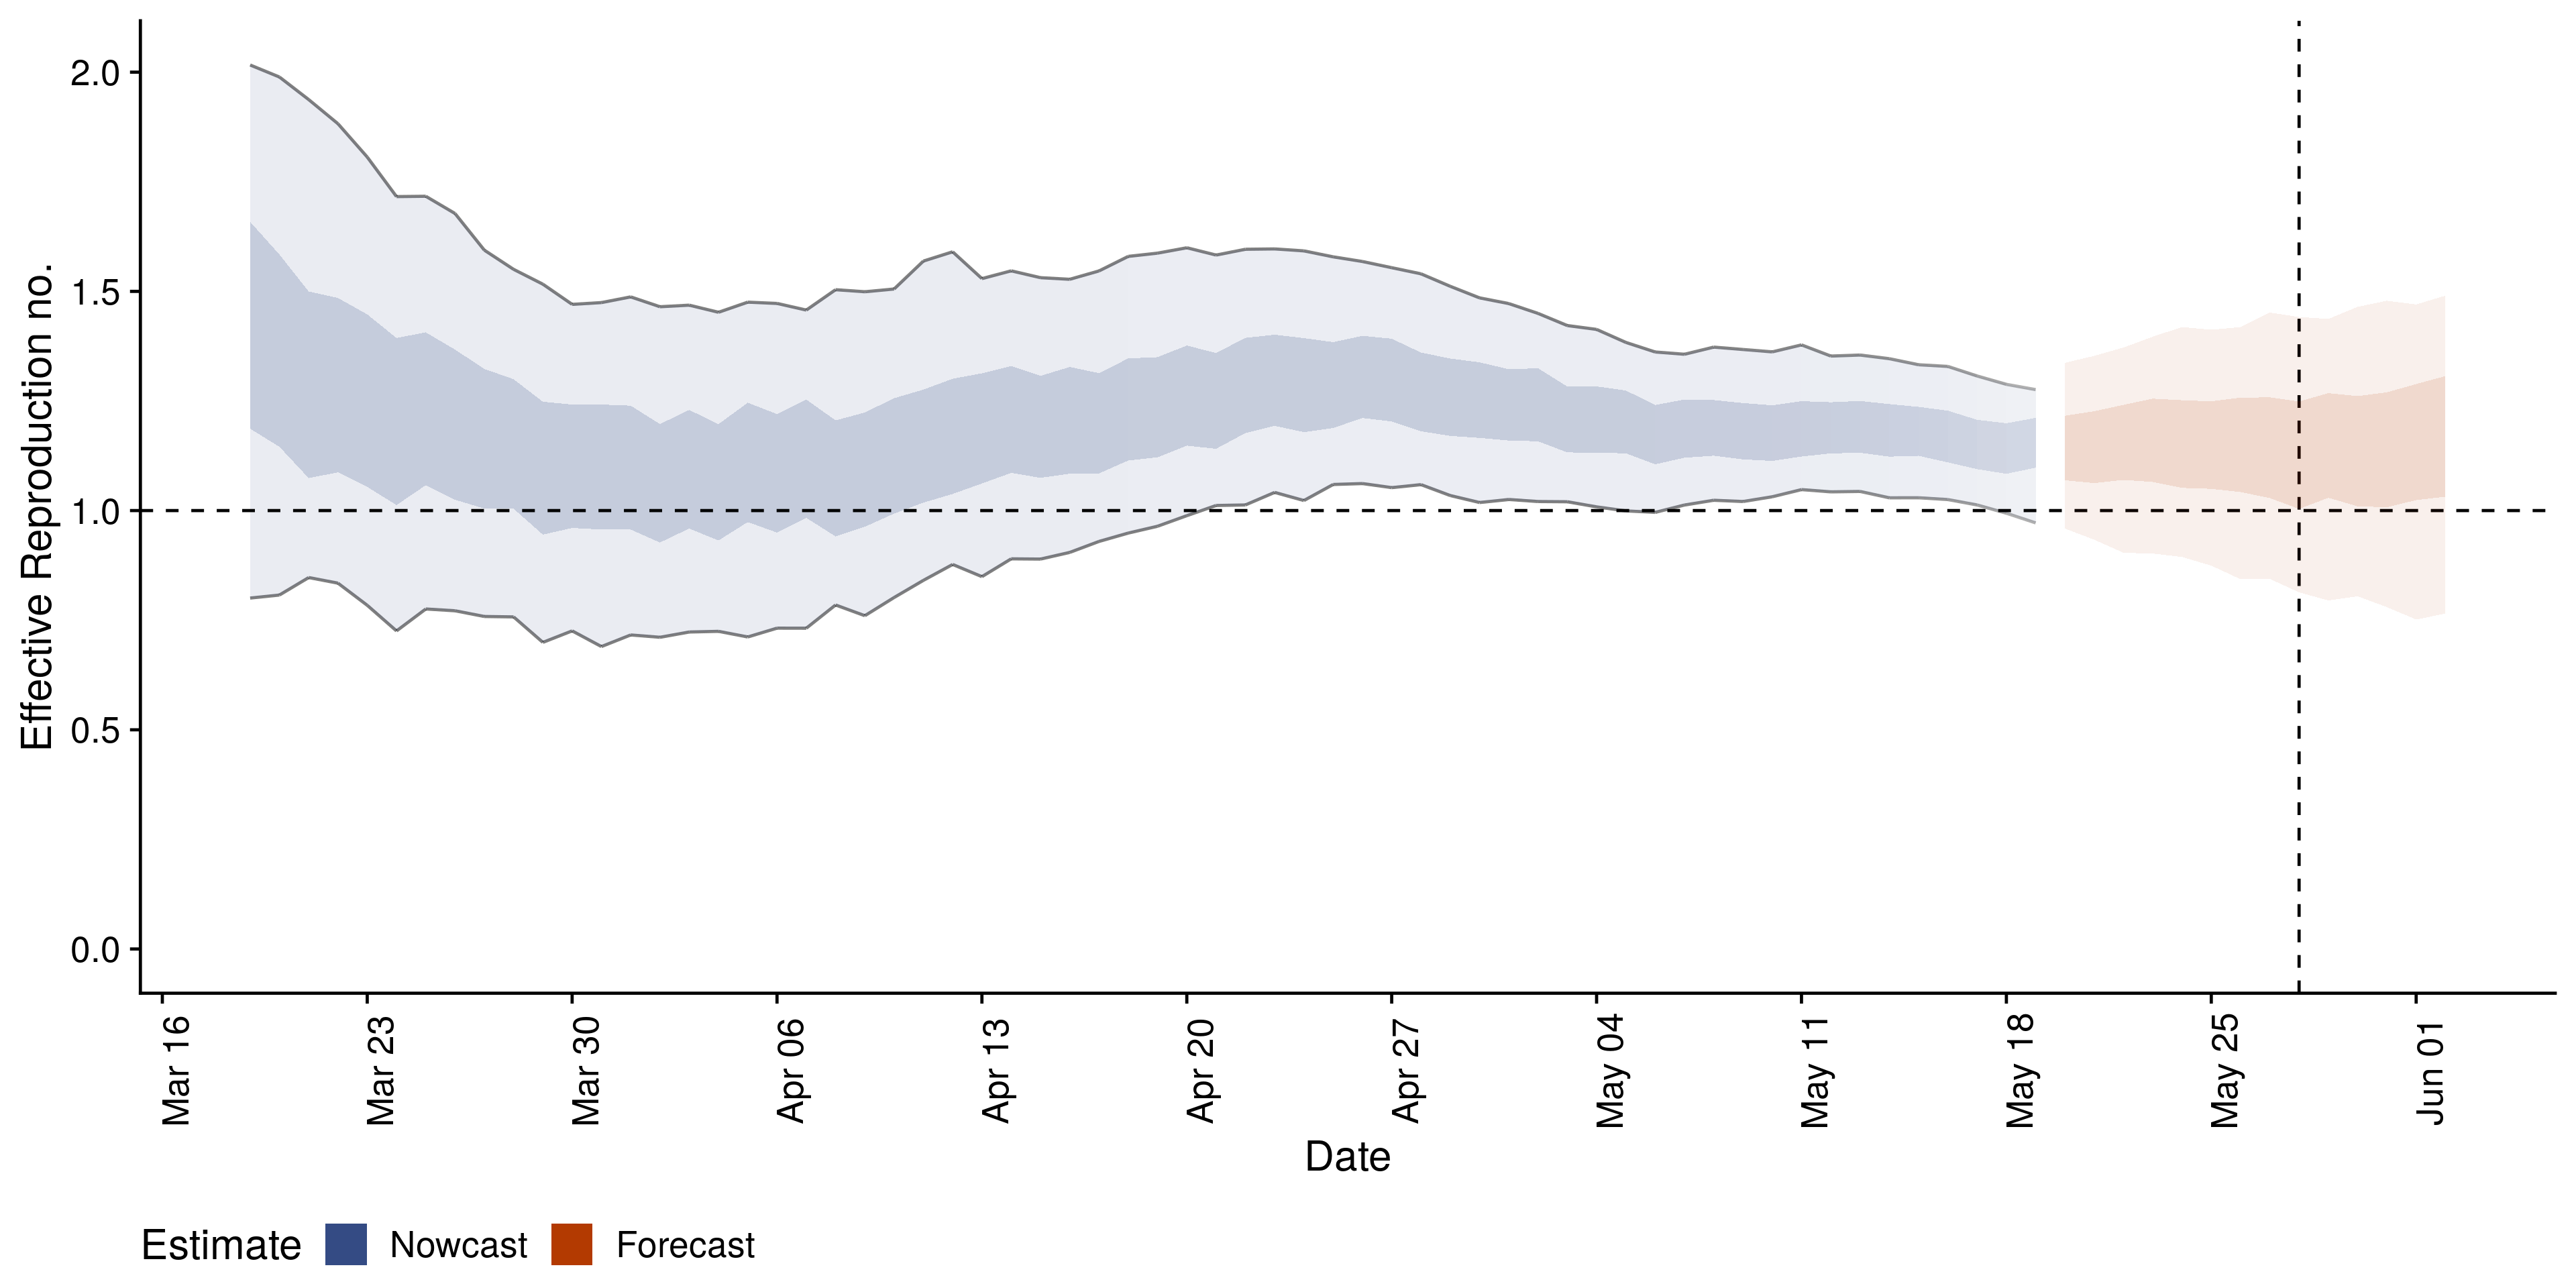 Effective Reproduction no.
2.0
1.5
1.0
0.5
0.0
Mar 16
Mar 23
Mar 30
Apr 06
Apr 13
Apr 20
Apr 27
May 04
May 11
May 18
May 25
Jun 01
Date
Estimate Nowcast Forecast